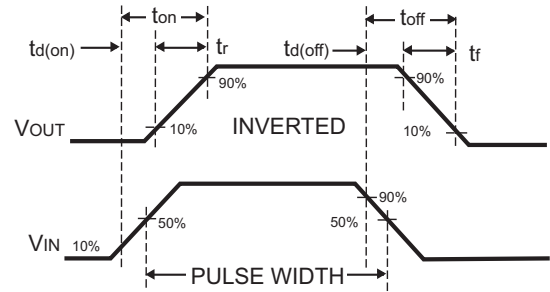 ton toff
td(on) tr td(off) tf
90% 90%
VOUT 10% INVERTED 10%
90%
50% 50%
VIN 10%
PULSE WIDTH